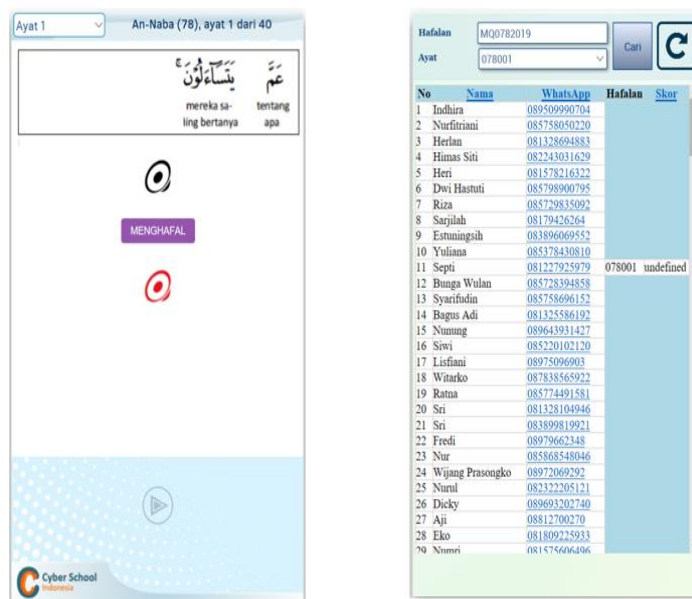 Ayat 1
An-Naba (78), ayat 1 dari 40
عَمَّ يَتَسَآءَلُوْنَۚ
mereka sa- tentang
ling bertanya apa
MENGHAFAL
Cyber School
Indonesia
Hafalan MQ0782019
Ayat 078001
Cari
No Nama WhatsApp Hafalan Skor
1 Indhira 089509990704
2 Nurfitriani 085758050220
3 Herlan 081328694883
4 Himas Siti 082243031629
5 Heri 081578216322
6 Dwi Hastuti 085798900795
7 Riza 085729835092
8 Sarjilah 08179426264
9 Estuningsih 083896069552
10 Yuliana 085378430810
11 Septi 081227925979 078001 undefined
12 Bunga Wulan 085728394858
13 Syarifudin 085758696152
14 Bagus Adi 081325586192
15 Nunung 089643931427
16 Siwi 085220102120
17 Lisfiani 08975096903
18 Witarko 087838565922
19 Ratna 085774491581
20 Sri 081328104946
21 Sri 083899819921
22 Fredi 08979662348
23 Nur 085868548046
24 Wijang Prasongko 08972069292
25 Nurul 082322205121
26 Dicky 089693202740
27 Aji 08812700270
28 Eko 081809225933
29 Numri 081575606496